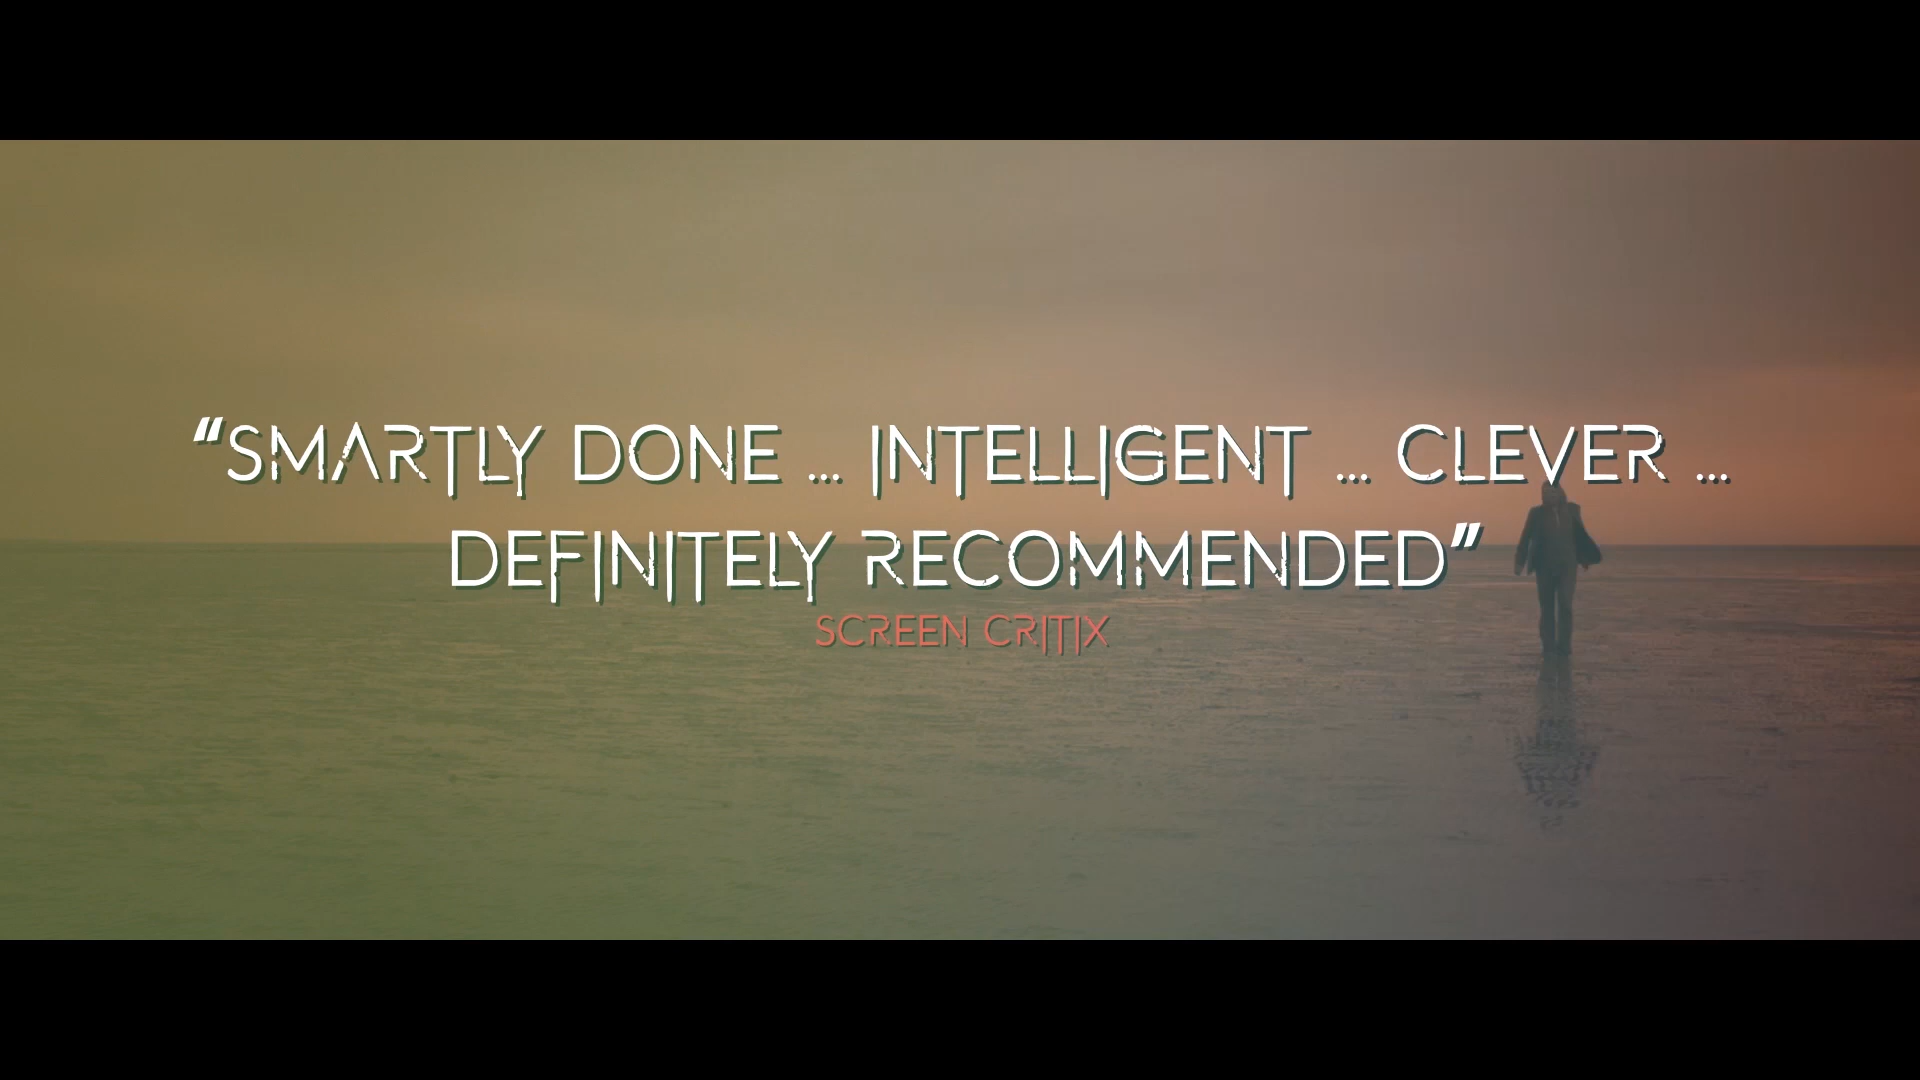 “SMARTLY DONE ... INTELLIGENT ... CLEVER ...
DEFINITELY RECOMMENDED”
SCREEN CRITIX